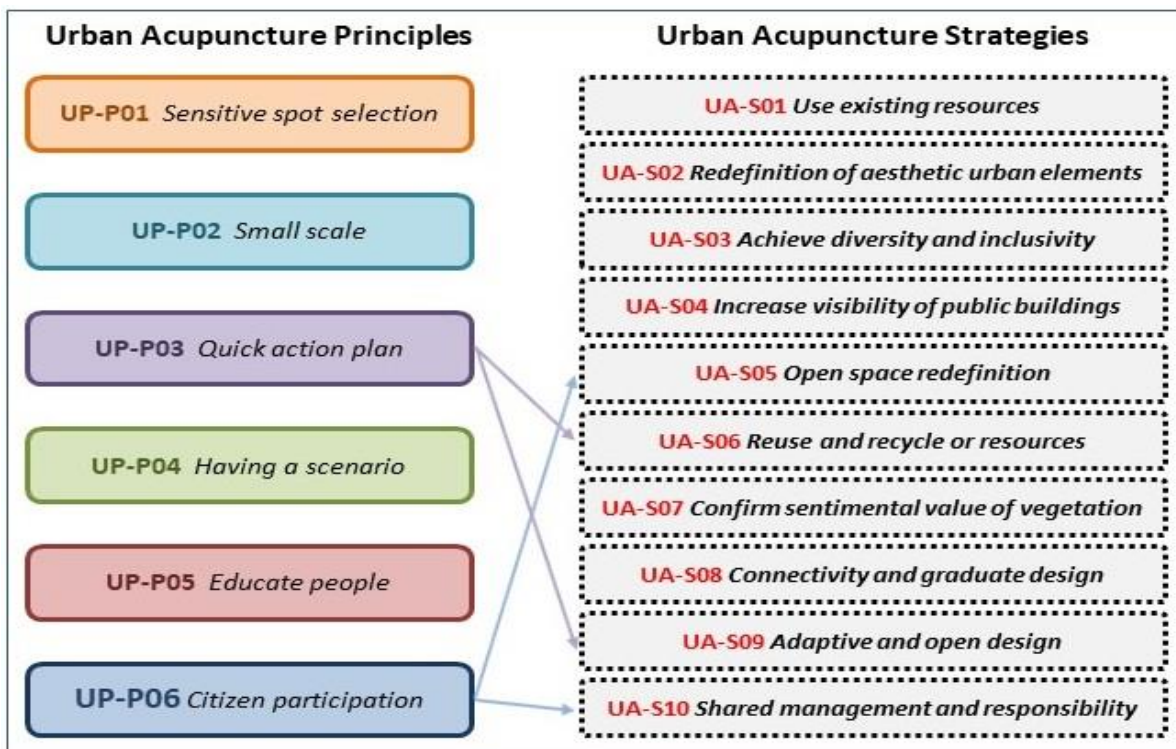 Urban Acupuncture Principles
UP-P01 Sensitive spot selection
UP-P02 Small scale
UP-P03 Quick action plan
UP-P04 Having a scenario
UP-P05 Educate people
UP-P06 Citizen participation
Urban Acupuncture Strategies
UA-S01 Use existing resources
UA-S02 Redefinition of aesthetic urban elements
UA-S03 Achieve diversity and inclusivity
UA-S04 Increase visibility of public buildings
UA-S05 Open space redefinition
UA-S06 Reuse and recycle or resources
UA-S07 Confirm sentimental value of vegetation
UA-S08 Connectivity and graduate design
UA-S09 Adaptive and open design
UA-S10 Shared management and responsibility